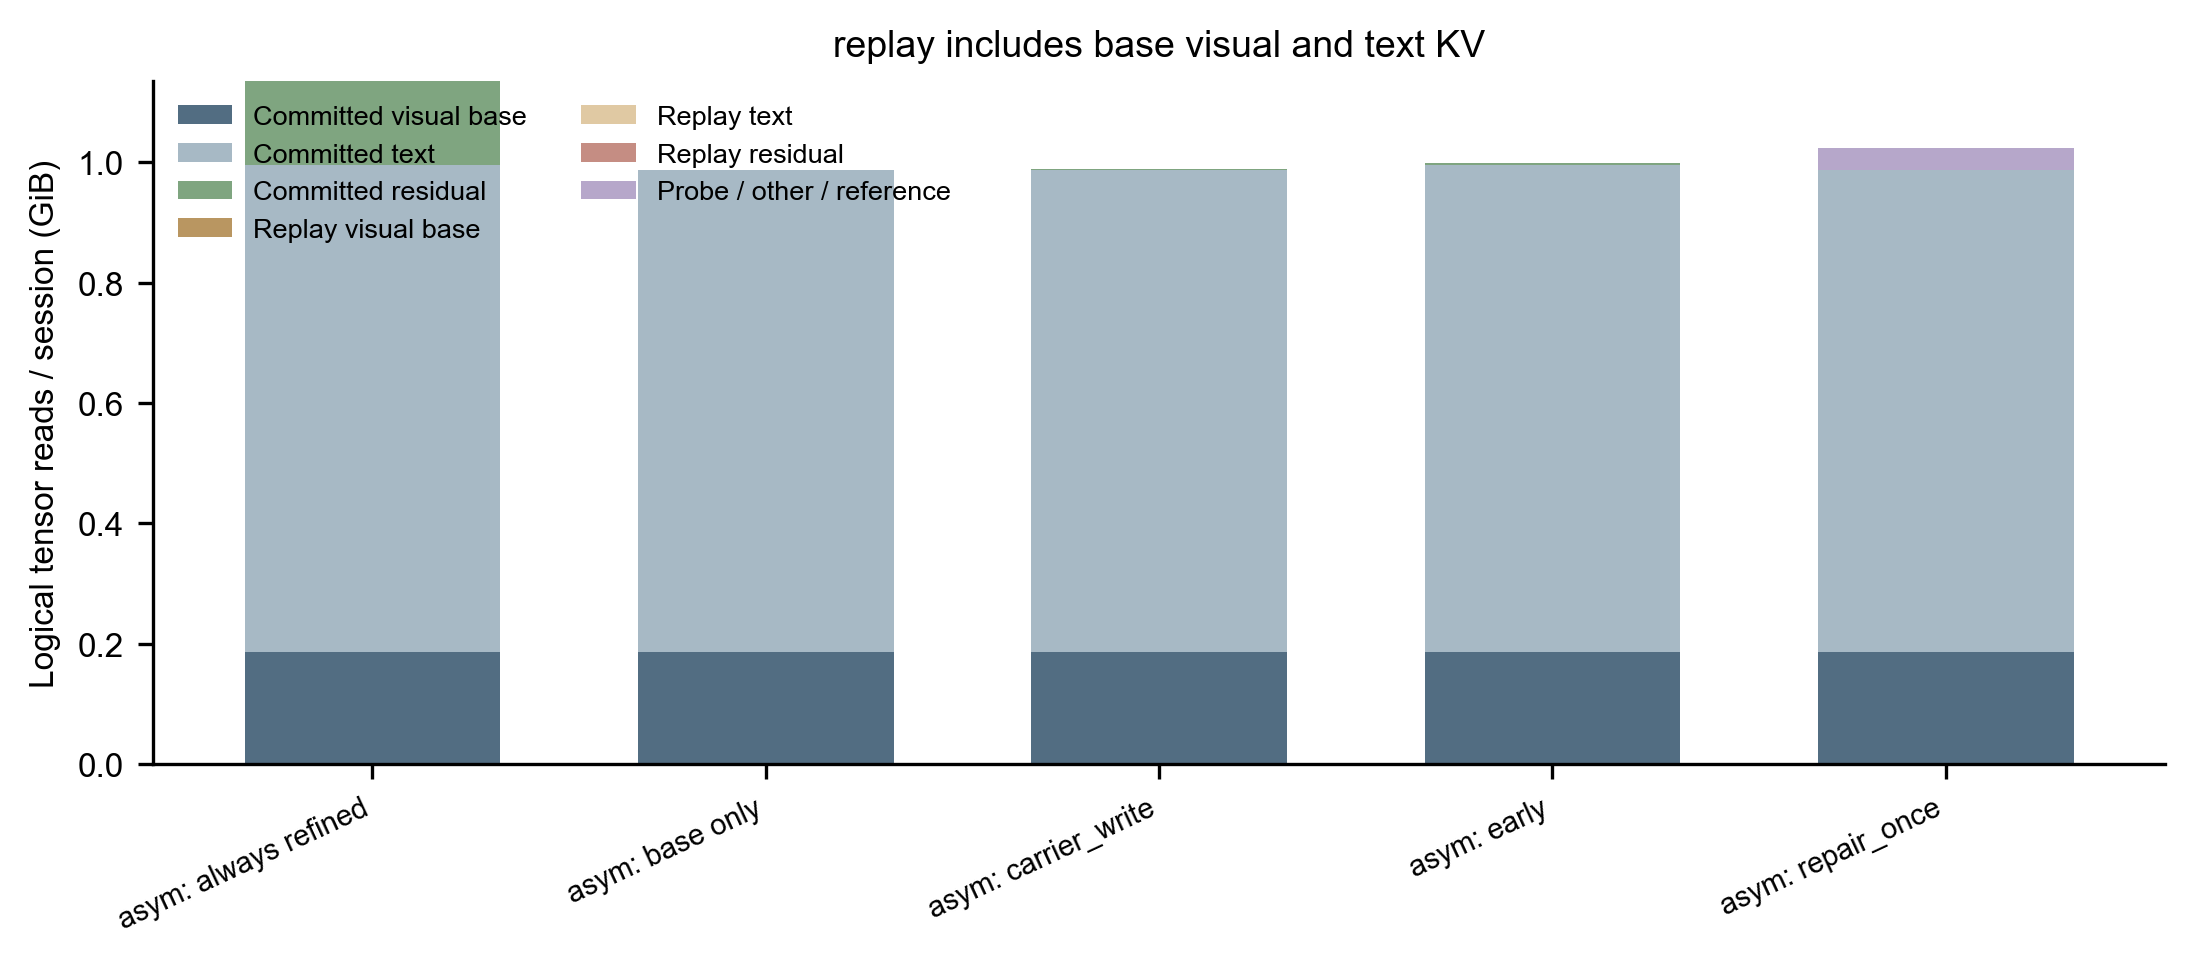 replay includes base visual and text KV
Logical tensor reads / session (GiB)
1.0
0.8
0.6
0.4
0.2
0.0
Committed visual base
Committed text
Committed residual
Replay visual base
Replay text
Replay residual
Probe / other / reference
asym: always refined
asym: base only
asym: carrier_write
asym: early
asym: repair_once